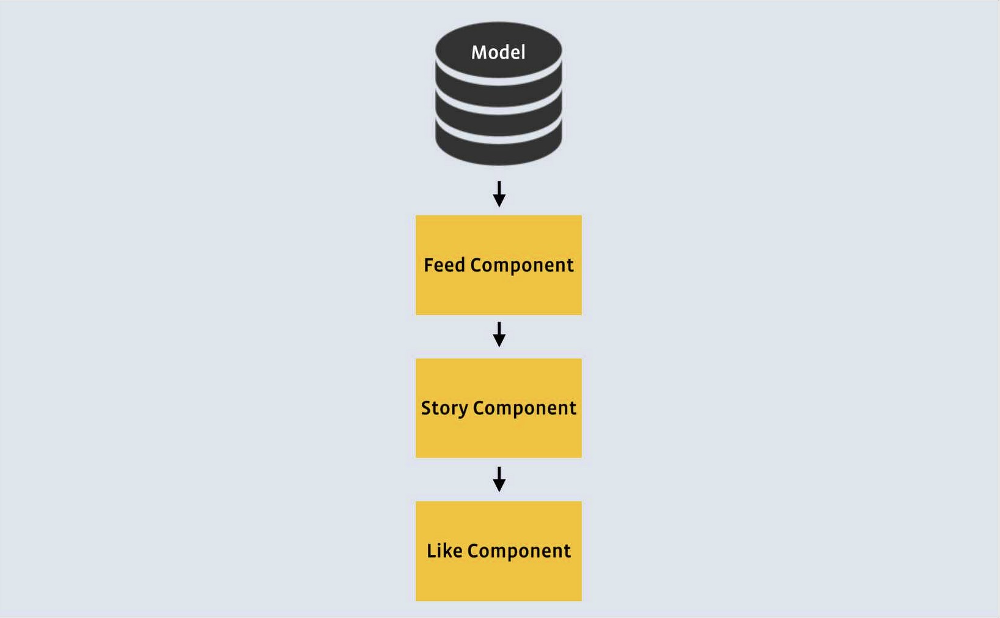 Model
Feed Component
Story Component
Like Component